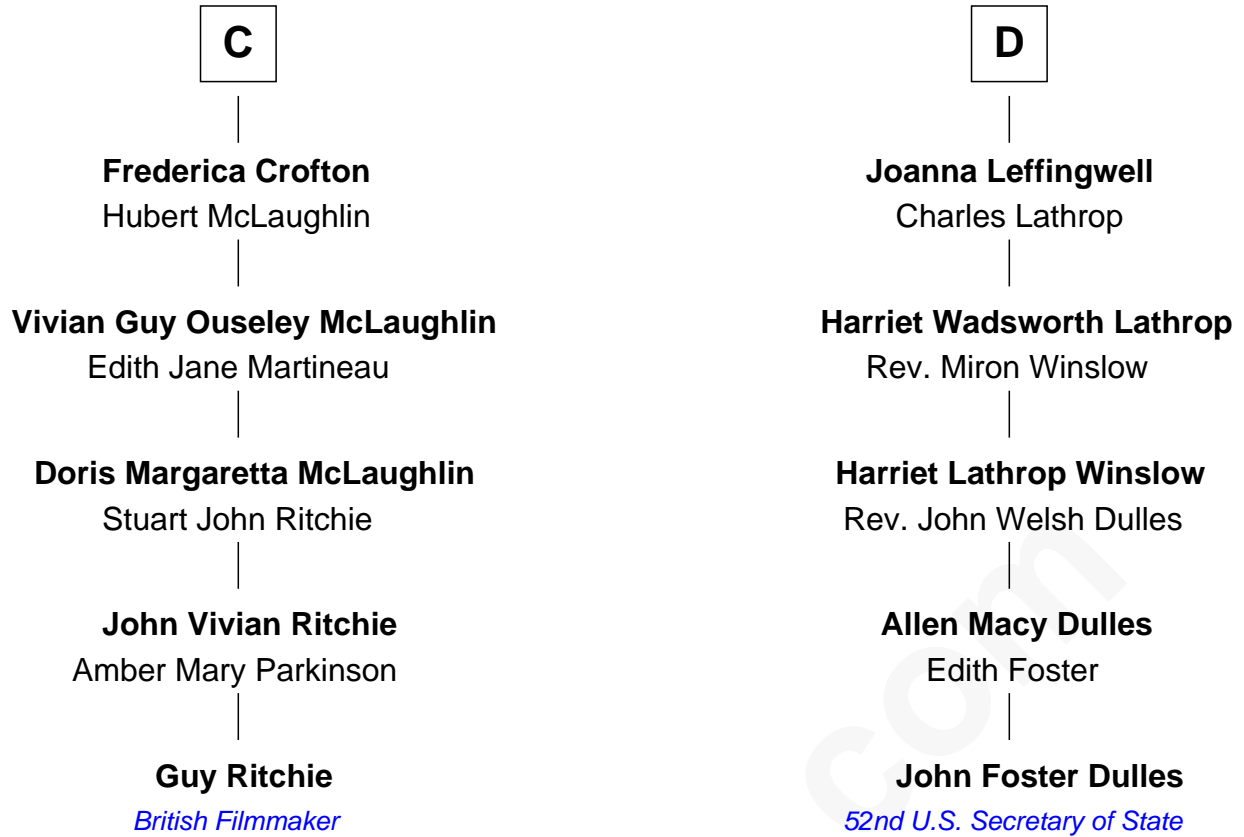 C
Frederica Crofton
Hubert McLaughlin
Vivian Guy Ouseley McLaughlin
Edith Jane Martineau
Doris Margaretta McLaughlin
Stuart John Ritchie
John Vivian Ritchie
Amber Mary Parkinson
Guy Ritchie
British Filmmaker
D
Joanna Leffingwell
Charles Lathrop
Harriet Wadsworth Lathrop
Rev. Miron Winslow
Harriet Lathrop Winslow
Rev. John Welsh Dulles
Allen Macy Dulles
Edith Foster
John Foster Dulles
52nd U.S. Secretary of State
com